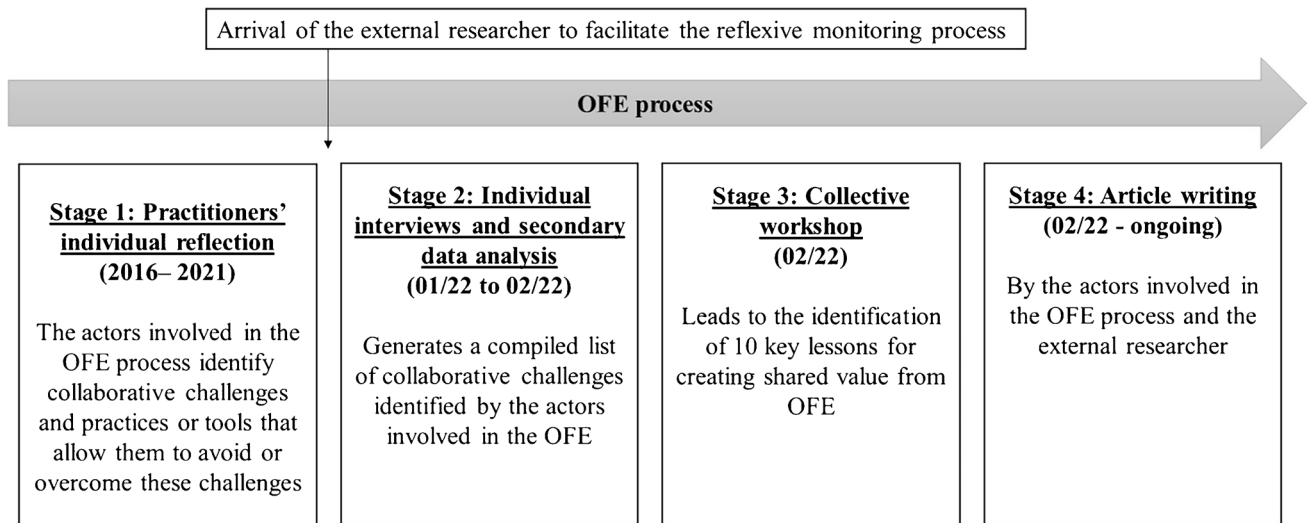 Arrival of the external researcher to facilitate the reflexive monitoring process
OFE process
Stage 1: Practitioners’
individual reflection
(2016– 2021)
The actors involved in the
OFE process identify
collaborative challenges
and practices or tools that
allow them to avoid or
overcome these challenges
Stage 2: Individual
interviews and secondary
data analysis
(01/22 to 02/22)
Generates a compiled list
of collaborative challenges
identified by the actors
involved in the OFE
Stage 3: Collective
workshop
(02/22)
Leads to the identification
of 10 key lessons for
creating shared value from
OFE
Stage 4: Article writing
(02/22 - ongoing)
By the actors involved in
the OFE process and the
external researcher